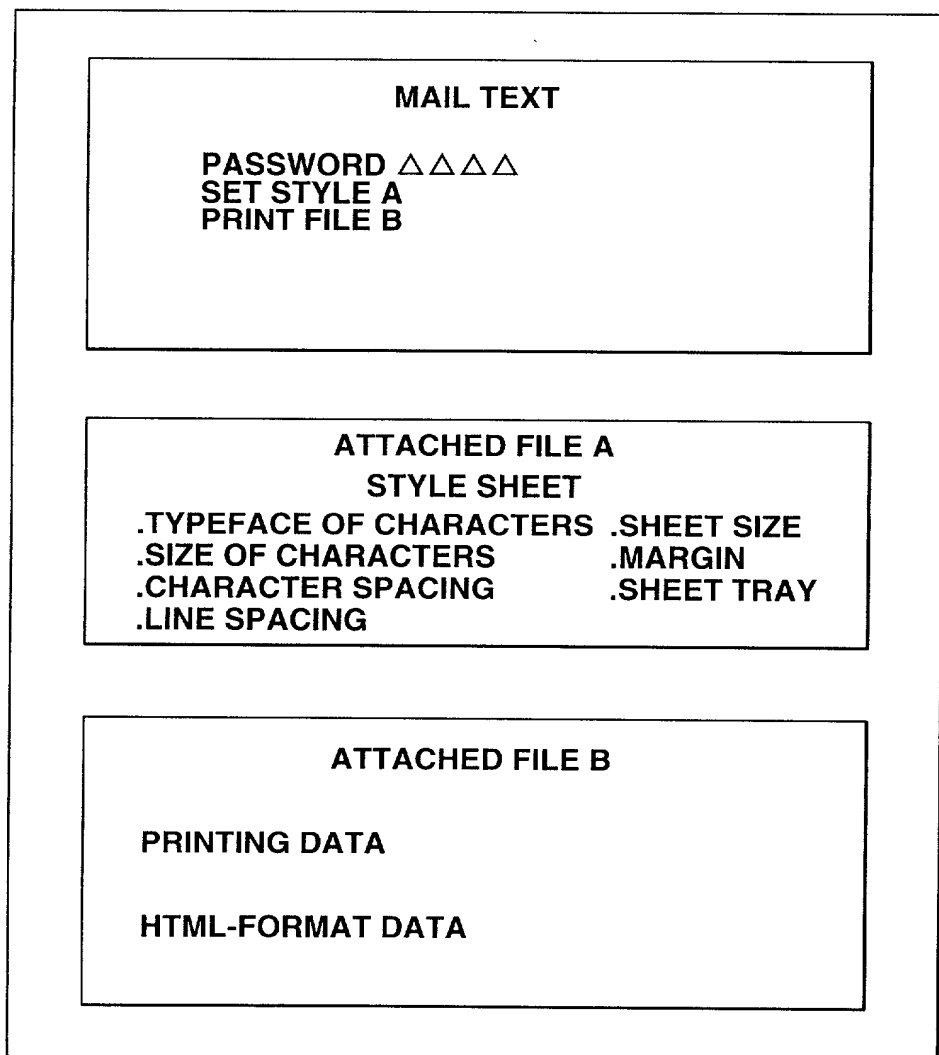 MAIL TEXT
PASSWORD △△△△
SET STYLE A
PRINT FILE B
ATTACHED FILE A
STYLE SHEET
.TYPEFACE OF CHARACTERS .SHEET SIZE
.SIZE OF CHARACTERS .MARGIN
.CHARACTER SPACING .SHEET TRAY
.LINE SPACING
ATTACHED FILE B
PRINTING DATA
HTML-FORMAT DATA